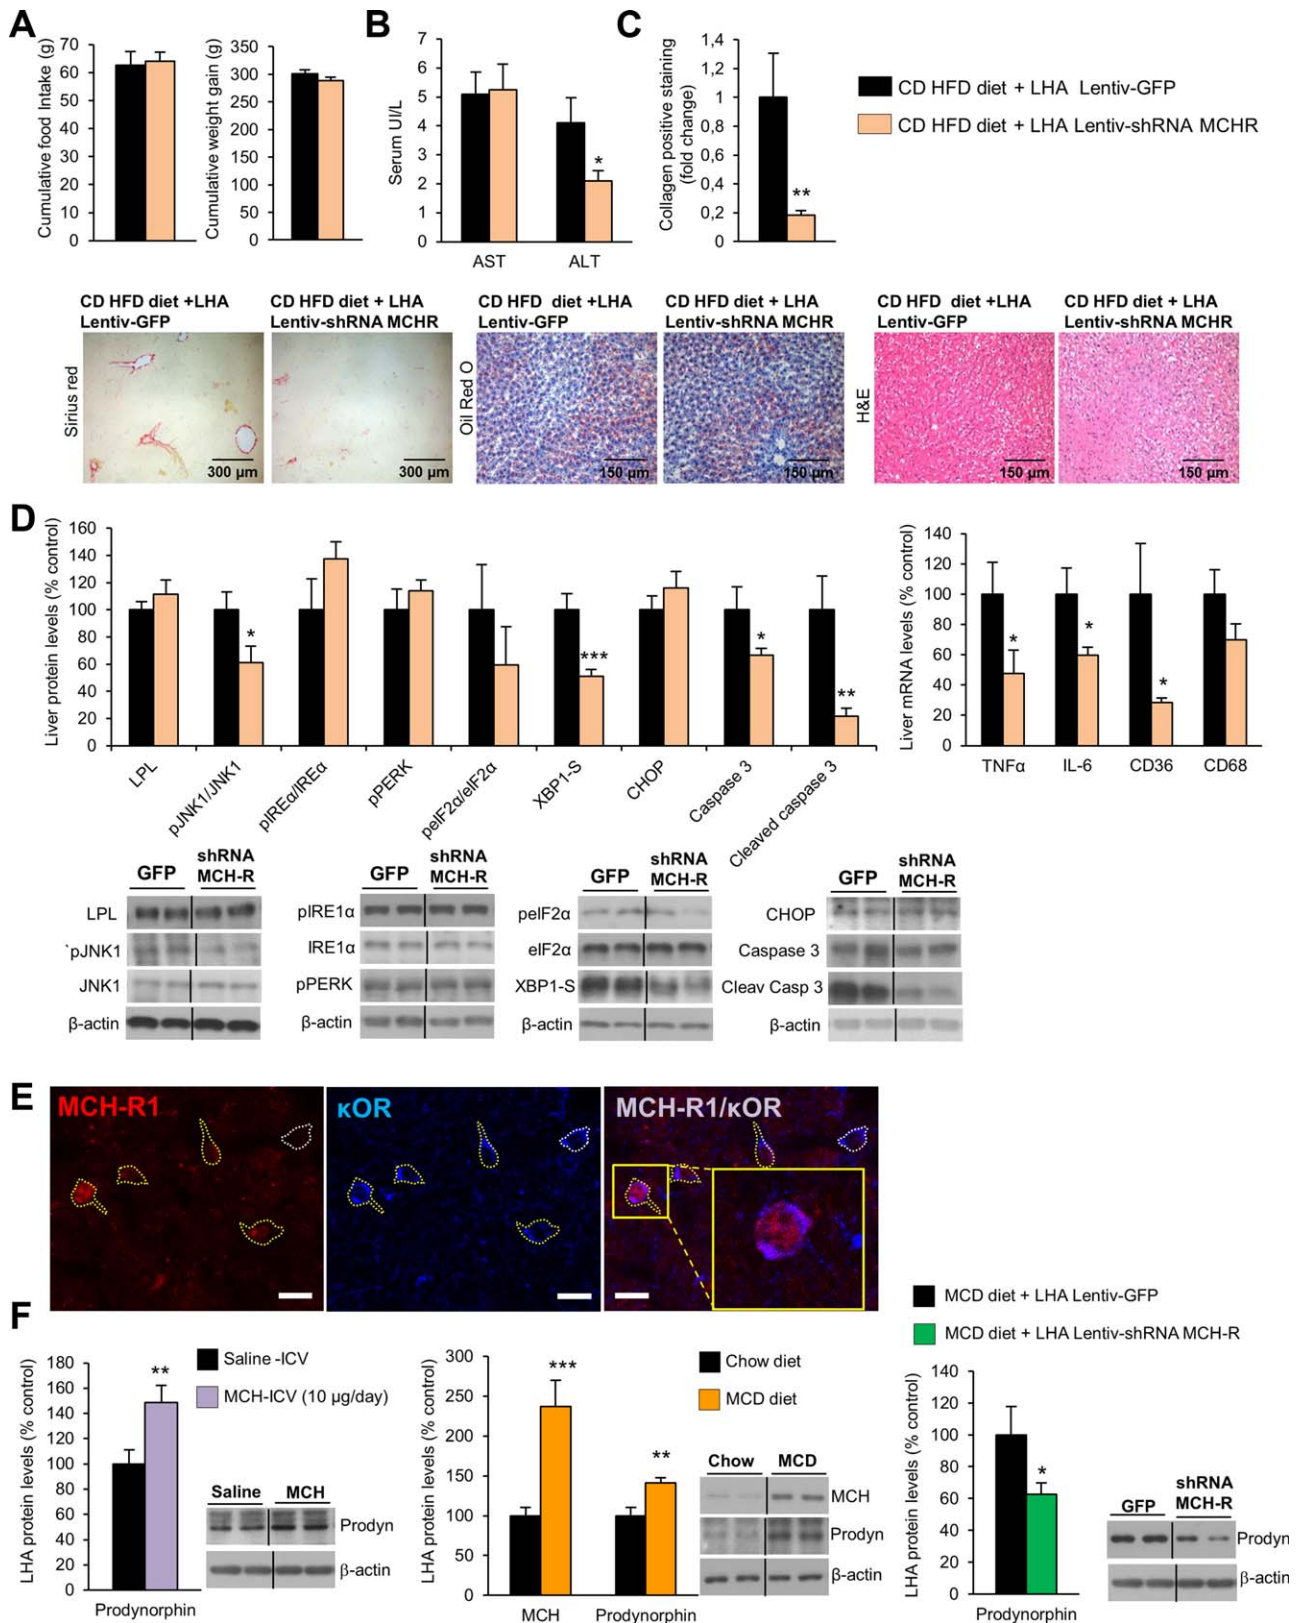 A
Cumulative food Intake (g)
70
60
50
40
30
20
10
0
Cumulative weight gain (g)
350
300
250
200
150
100
50
0
B
Serum UI/L
7
6
5
4
3
2
1
0
*
AST
ALT
C
Collagen positive staining
(fold change)
1,4
1,2
1
0,8
0,6
0,4
0,2
0
**
CD HFD diet + LHA Lentiv-GFP
CD HFD diet + LHA Lentiv-shRNA MCHR
CD HFD diet +LHA
Lentiv-GFP
CD HFD diet + LHA
Lentiv-shRNA MCHR
Sirius red
300 µm
300 µm
CD HFD diet +LHA
Lentiv-GFP
CD HFD diet + LHA
Lentiv-shRNA MCHR
Oil Red O
150 µm
150 µm
CD HFD diet +LHA
Lentiv-GFP
CD HFD diet + LHA
Lentiv-shRNA MCHR
H&E
150 µm
150 µm
D
Liver protein levels (% control)
160
140
120
100
80
60
40
20
0
*
***
*
**
LPL
pJNK1/JNK1
pIREα/IREα
pPERK
peIF2α/eIF2α
XBP1-S
CHOP
Caspase 3
Cleaved caspase 3
Liver mRNA levels (% control)
140
120
100
80
60
40
20
0
*
*
*
TNFα
IL-6
CD36
CD68
GFP
shRNA
MCH-R
LPL
`pJNK1
JNK1
β-actin
GFP
shRNA
MCH-R
pIRE1α
IRE1α
pPERK
β-actin
GFP
shRNA
MCH-R
peIF2α
eIF2α
XBP1-S
β-actin
GFP
shRNA
MCH-R
CHOP
Caspase 3
Cleav Casp 3
β-actin
E
MCH-R1
κOR
MCH-R1/κOR
F
LHA protein levels (% control)
180
160
140
120
100
80
60
40
20
0
**
Prodynorphin
Saline -ICV
MCH-ICV (10 µg/day)
Saline
MCH
Prodyn
β-actin
LHA protein levels (% control)
300
250
200
150
100
50
0
***
**
MCH
Prodynorphin
Chow diet
MCD diet
Chow
MCD
MCH
Prodyn
β-actin
MCD diet + LHA Lentiv-GFP
MCD diet + LHA Lentiv-shRNA MCH-R
LHA protein levels (% control)
140
120
100
80
60
40
20
0
*
Prodynorphin
GFP
shRNA
MCH-R
Prodyn
β-actin